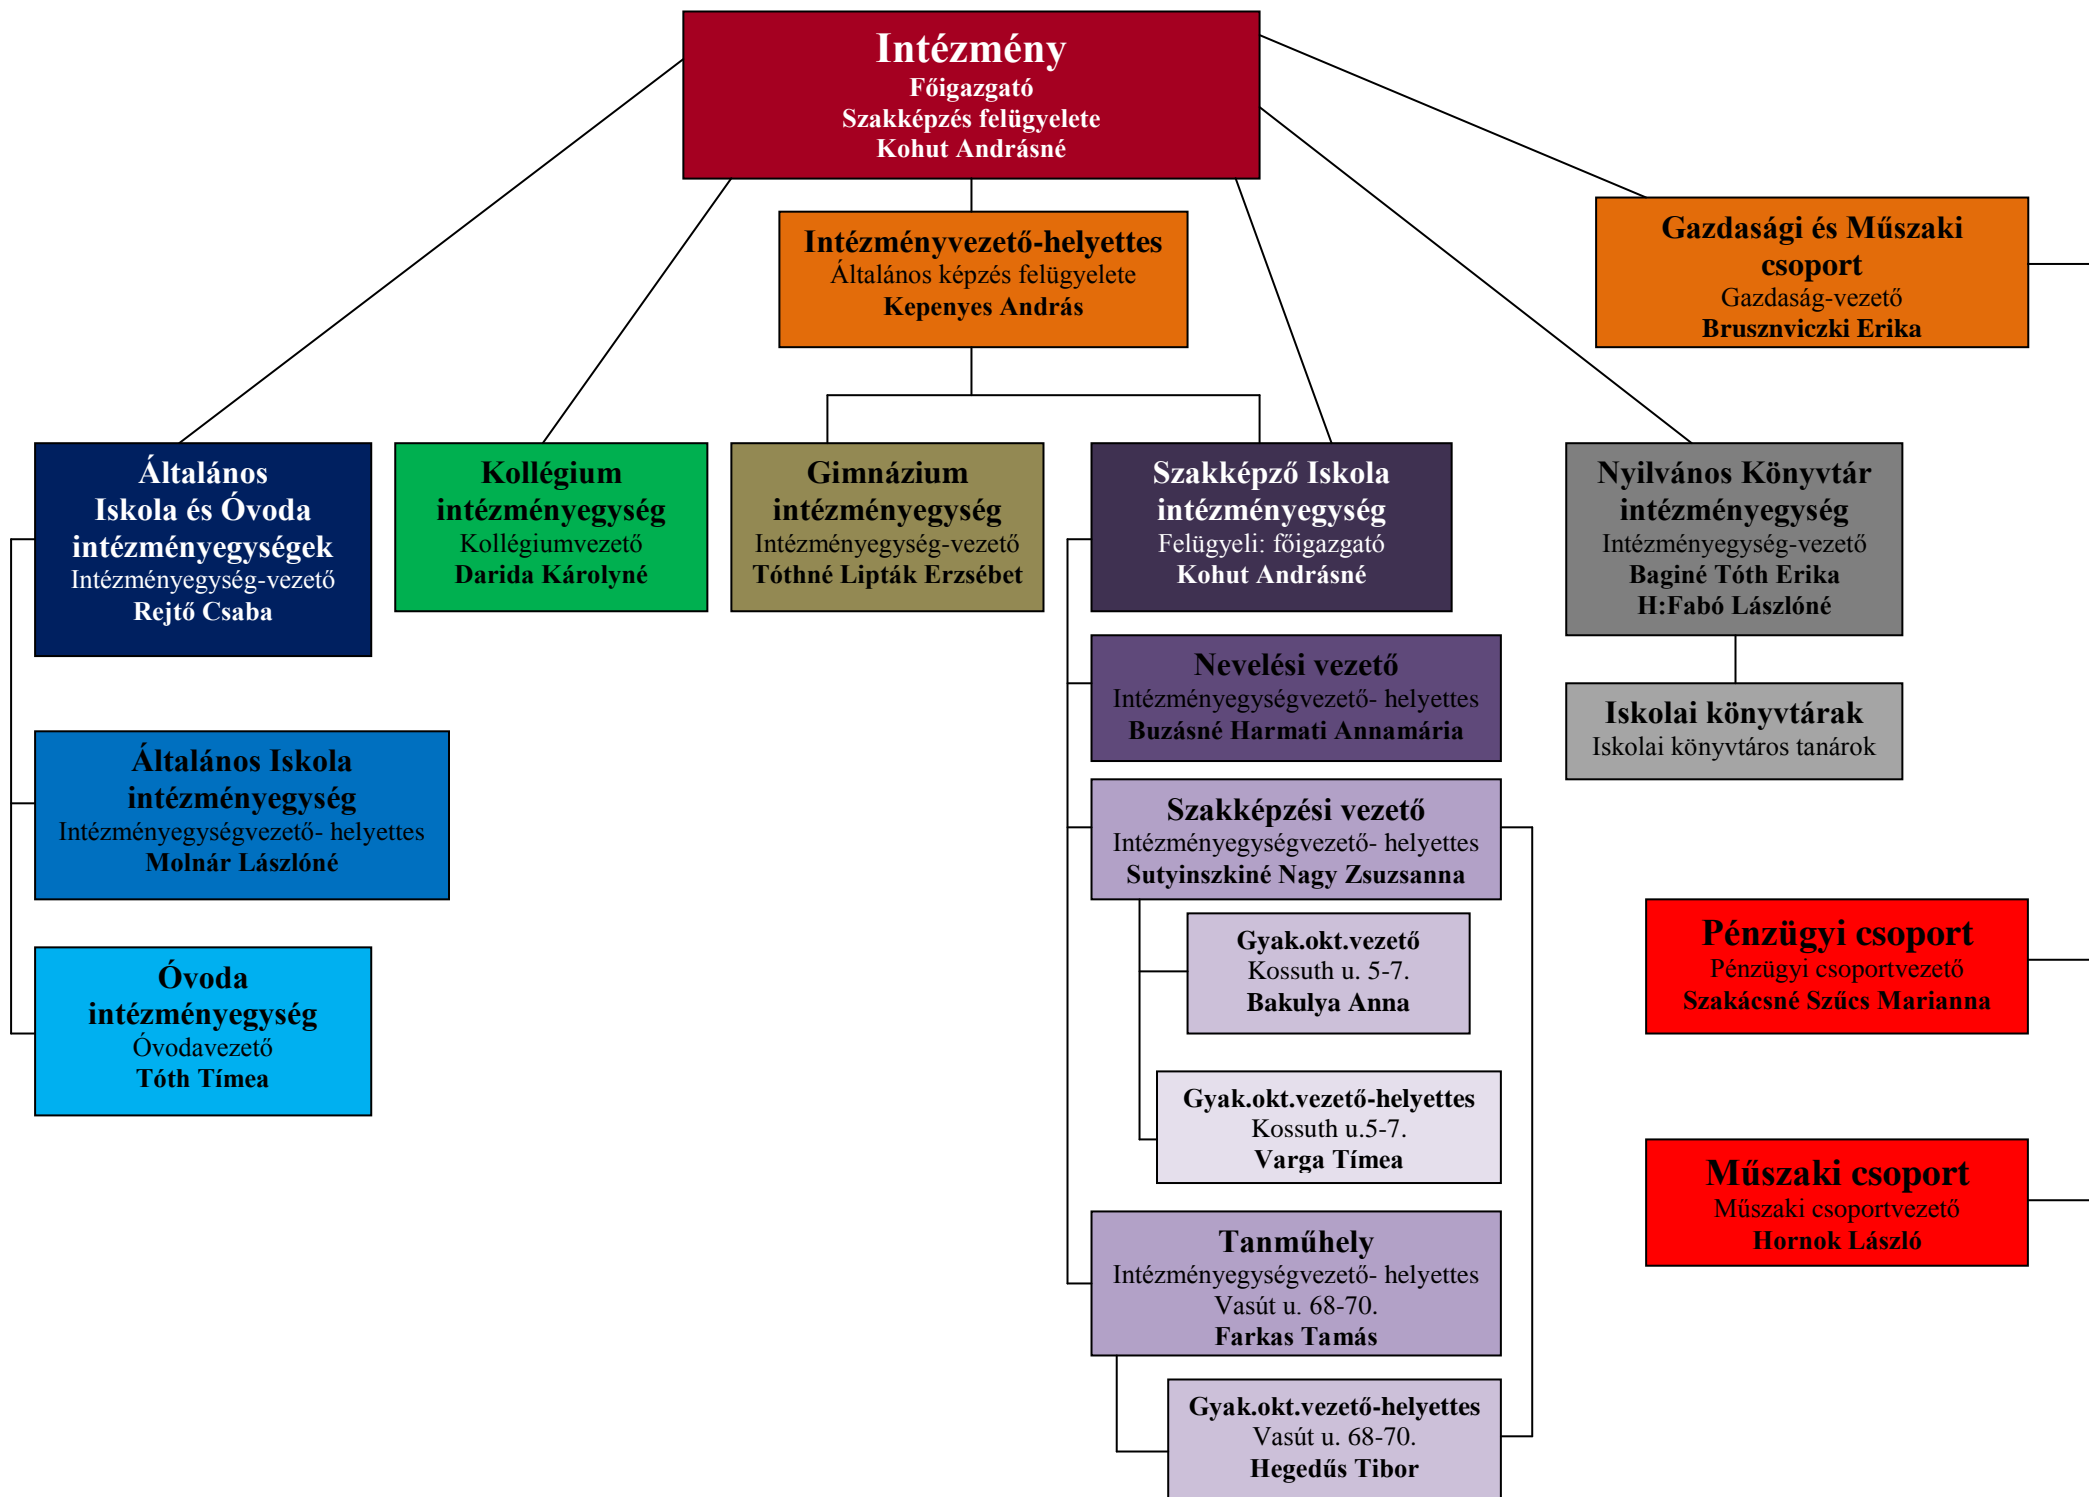 Intézmény
Főigazgató
Szakképzés felügyelete
Kohut Andrásné
Intézményvezető-helyettes
Általános képzés felügyelete
Kepenyes András
Gazdasági és Műszaki
csoport
Gazdaság-vezető
Brusznviczki Erika
Általános
Iskola és Óvoda
intézményegységek
Intézményegység-vezető
Rejtő Csaba
Kollégium
intézményegység
Kollégiumvezető
Darida Károlyné
Gimnázium
intézményegység
Intézményegység-vezető
Tóthné Lipták Erzsébet
Szakképző Iskola
intézményegység
Felügyeli: főigazgató
Kohut Andrásné
Nyilvános Könyvtár
intézményegység
Intézményegység-vezető
Baginé Tóth Erika
H:Fabó Lászlóné
Nevelési vezető
Intézményegységvezető- helyettes
Buzásné Harmati Annamária
Iskolai könyvtárak
Iskolai könyvtáros tanárok
Általános Iskola
intézményegység
Intézményegységvezető- helyettes
Molnár Lászlóné
Szakképzési vezető
Intézményegységvezető- helyettes
Sutyinszkiné Nagy Zsuzsanna
Gyak.okt.vezető
Kossuth u. 5-7.
Bakulya Anna
Pénzügyi csoport
Pénzügyi csoportvezető
Szakácsné Szűcs Marianna
Óvoda
intézményegység
Óvodavezető
Tóth Tímea
Gyak.okt.vezető-helyettes
Kossuth u.5-7.
Varga Tímea
Műszaki csoport
Műszaki csoportvezető
Hornok László
Tanműhely
Intézményegységvezető- helyettes
Vasút u. 68-70.
Farkas Tamás
Gyak.okt.vezető-helyettes
Vasút u. 68-70.
Hegedűs Tibor